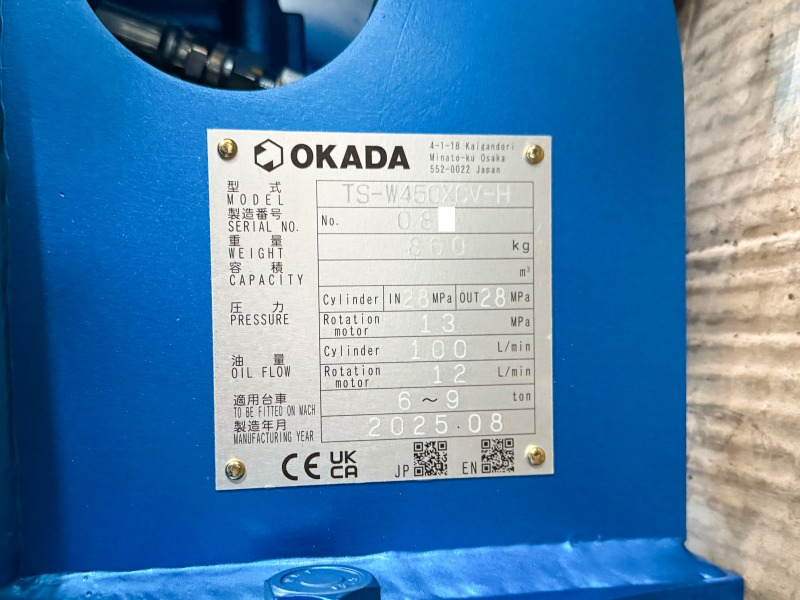 OKADA
4-1-18 Kaigandori
Minato-ku Osaka
552-0022 Japan
型式 TS-W450XCV-H
MODEL
製造番号 No. 08
SERIAL NO.
重量 860 kg
WEIGHT
容積 m³
CAPACITY
圧力 Cylinder IN 28 MPa OUT 28 MPa
PRESSURE Rotation motor 13 MPa
油量 Cylinder 100 L/min
OIL FLOW Rotation motor 12 L/min
適用台車 6～9 ton
TO BE FITTED ON MACH
製造年月 2025.08
MANUFACTURING YEAR
CE UK CA JP EN